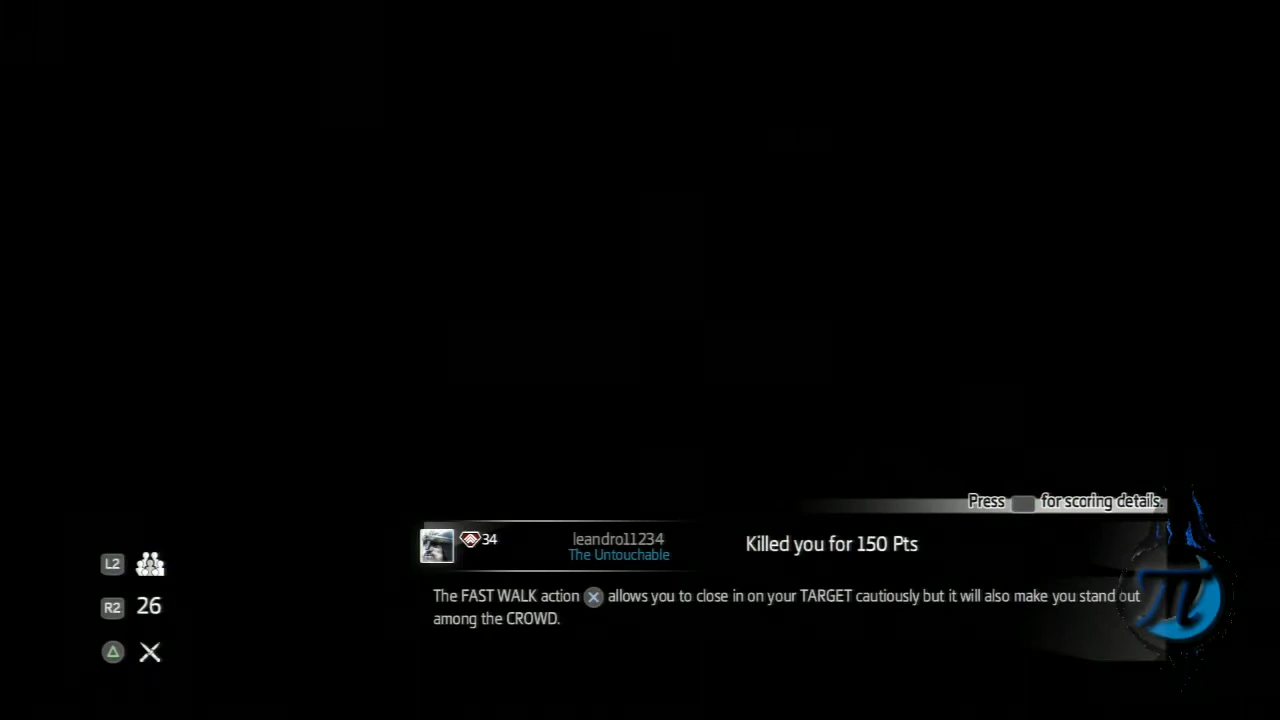 Press for scoring details.
34 leandro11234 Killed you for 150 Pts
The Untouchable
L2
The FAST WALK action allows you to close in on your TARGET cautiously but it will also make you stand out
R2 26
among the CROWD.
π